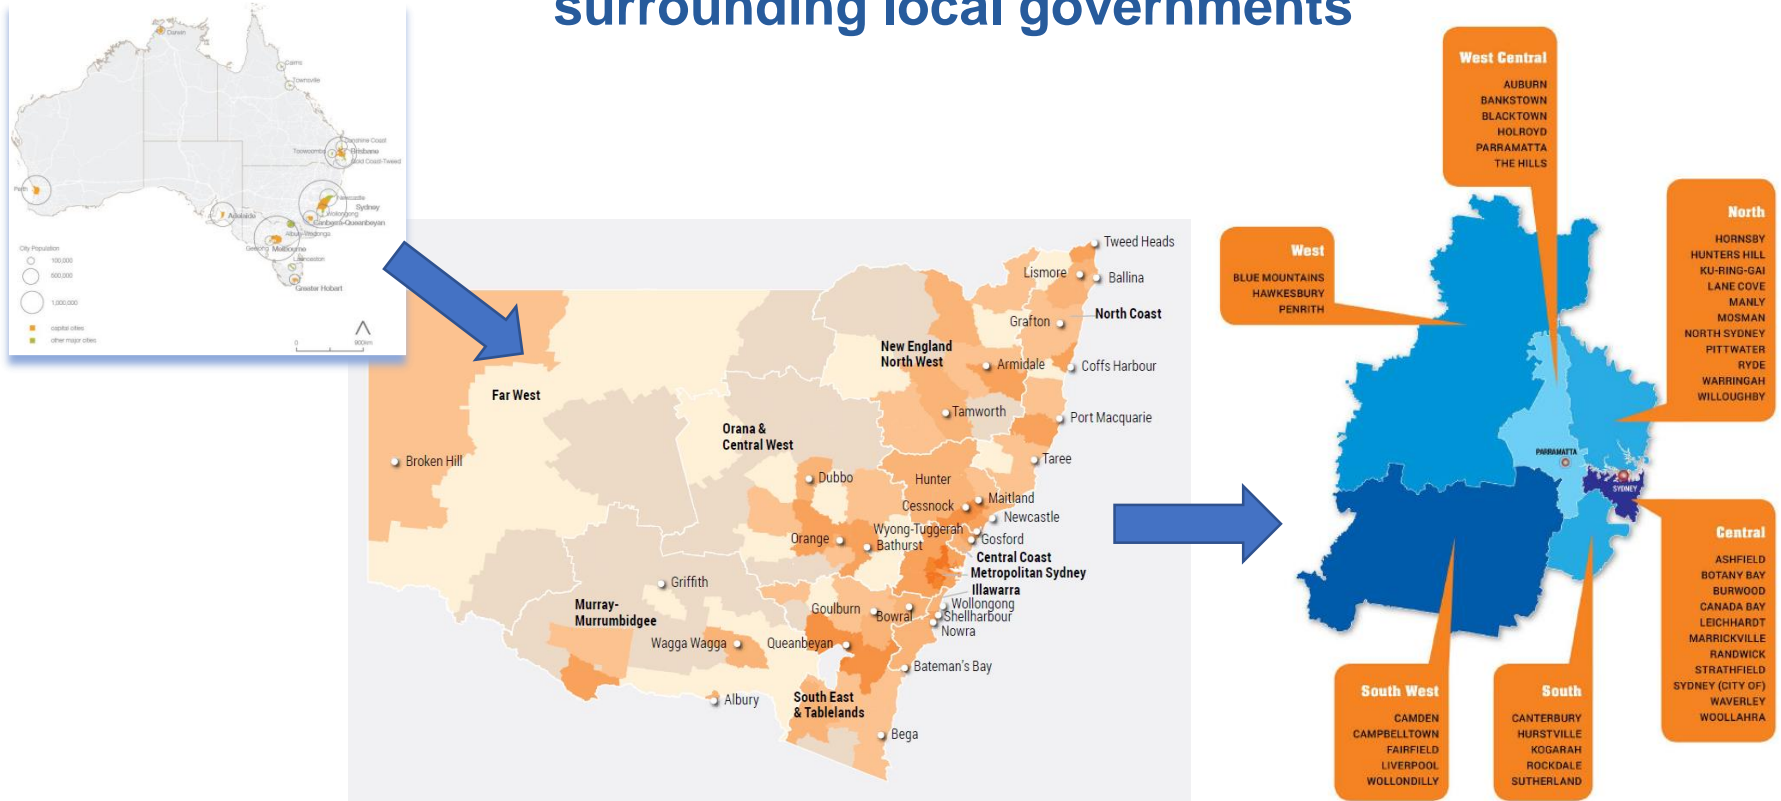 surrounding local governments
Darwin
Cairns
Townsville
Sunshine Coast
Toowoomba
Brisbane
Gold Coast-Tweed
Perth
Newcastle
Sydney
Wollongong
Adelaide
Canberra-Queanbeyan
Albury-Wodonga
Geelong
Melbourne
Launceston
Greater Hobart
City Population
100,000
500,000
1,000,000
capital cities
other major cities
0
900km
Tweed Heads
Lismore
Ballina
North Coast
Grafton
New England
North West
Armidale
Coffs Harbour
Far West
Tamworth
Port Macquarie
Orana &
Central West
Broken Hill
Taree
Dubbo
Hunter
Maitland
Cessnock
Newcastle
Wyong-Tuggerah
Orange
Bathurst
Gosford
Central Coast
Metropolitan Sydney
Illawarra
Griffith
Murray-
Murrumbidgee
Goulburn
Bowral
Wollongong
Shellharbour
Nowra
Wagga Wagga
Queanbeyan
Bateman's Bay
Albury
South East
& Tablelands
Bega
West Central
AUBURN
BANKSTOWN
BLACKTOWN
HOLROYD
PARRAMATTA
THE HILLS
West
BLUE MOUNTAINS
HAWKESBURY
PENRITH
North
HORNSBY
HUNTERS HILL
KU-RING-GAI
LANE COVE
MANLY
MOSMAN
NORTH SYDNEY
PITTWATER
RYDE
WARRINGAH
WILLOUGHBY
PARRAMATTA
SYDNEY
Central
ASHFIELD
BOTANY BAY
BURWOOD
CANADA BAY
LEICHHARDT
MARRICKVILLE
RANDWICK
STRATHFIELD
SYDNEY (CITY OF)
WAVERLEY
WOOLLAHRA
South West
CAMDEN
CAMPBELLTOWN
FAIRFIELD
LIVERPOOL
WOLLONDILLY
South
CANTERBURY
HURSTVILLE
KOGARAH
ROCKDALE
SUTHERLAND